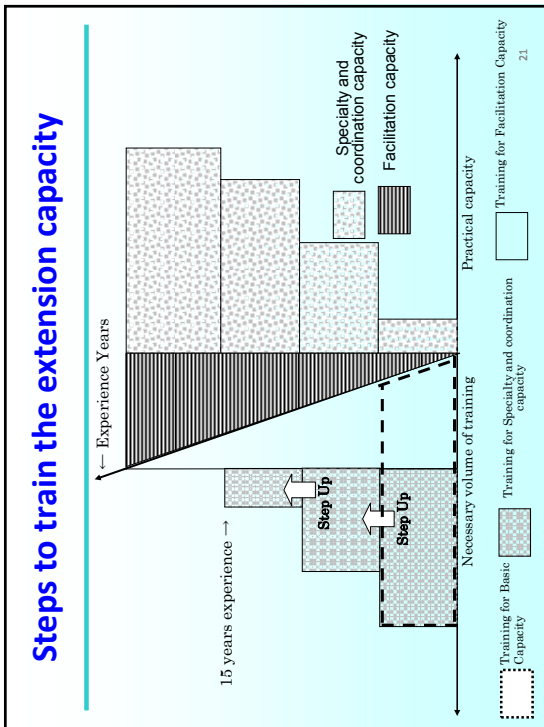 Steps to train the extension capacity
← Experience Years
15 years experience →
Step Up
Step Up
Specialty and
coordination capacity
Facilitation capacity
Necessary volume of training
Practical capacity
Training for Basic
Capacity
Training for Specialty and coordination
capacity
Training for Facilitation Capacity
21